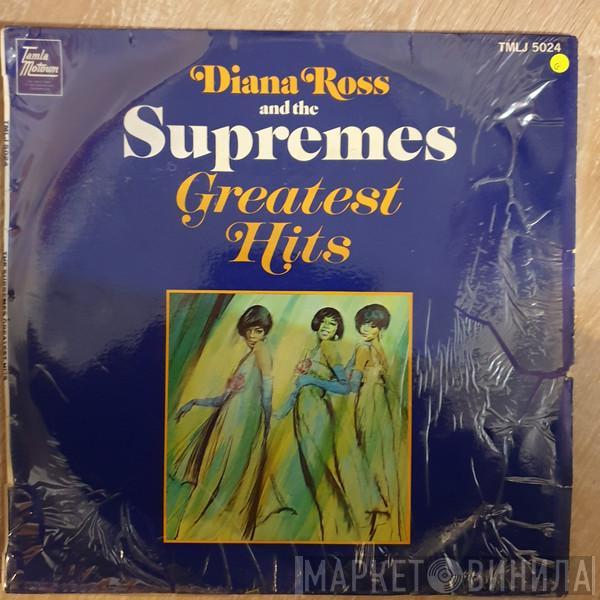 Tamla
Motown
TMLJ 5024
Diana Ross
and the
Supremes
Greatest
Hits
МАРКЕТ ВИНИЛА